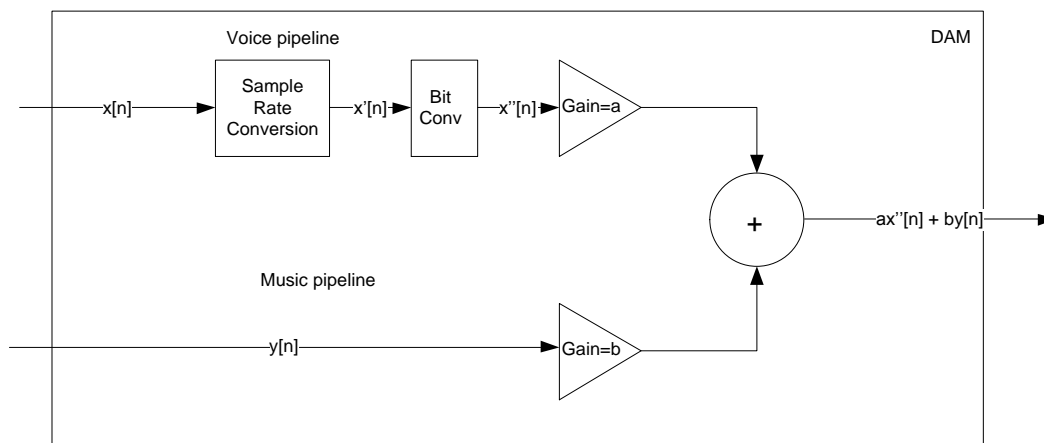 Voice pipeline
DAM
x[n]
Sample
Rate
Conversion
x'[n]
Bit
Conv
x''[n]
Gain=a
+
ax''[n] + by[n]
Music pipeline
y[n]
Gain=b